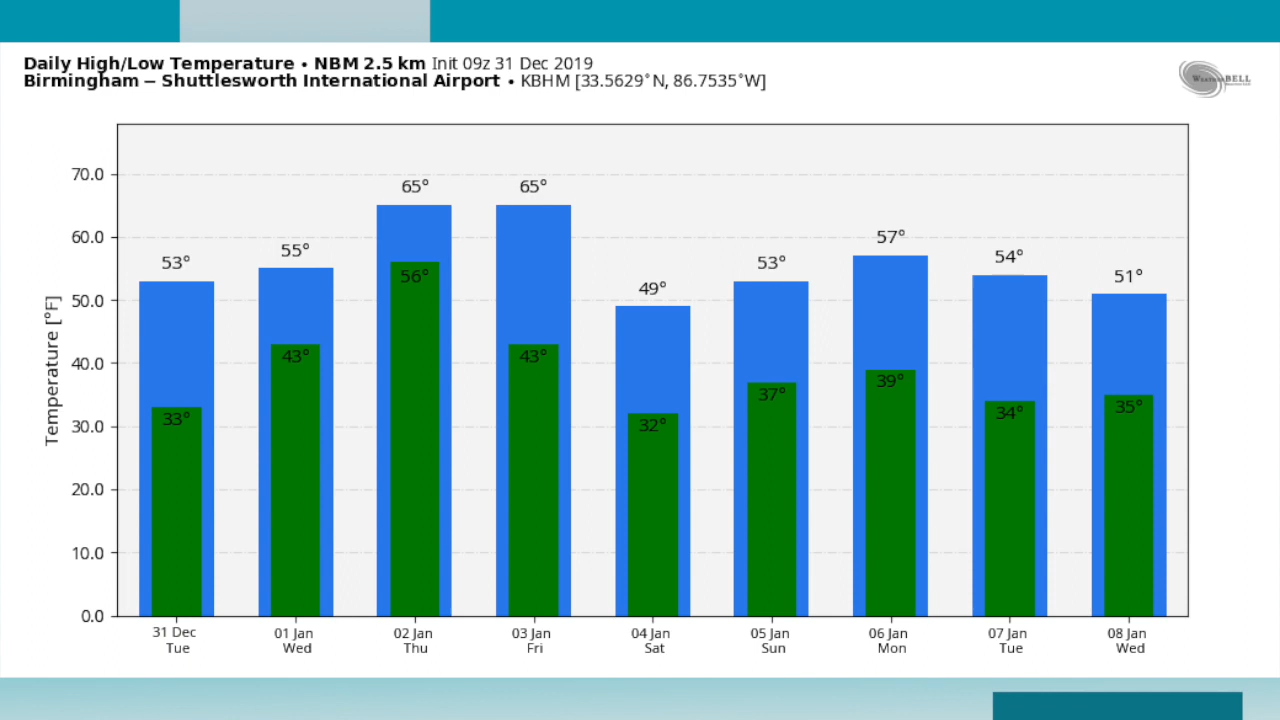 Daily High/Low Temperature • NBM 2.5 km Init 09z 31 Dec 2019
Birmingham – Shuttlesworth International Airport • KBHM [33.5629°N, 86.7535°W]
WeatherBELL
Temperature [°F]
70.0
60.0
50.0
40.0
30.0
20.0
10.0
0.0
53° 55° 65° 65° 49° 53° 57° 54° 51°
33° 43° 56° 43° 32° 37° 39° 34° 35°
31 Dec 01 Jan 02 Jan 03 Jan 04 Jan 05 Jan 06 Jan 07 Jan 08 Jan
Tue Wed Thu Fri Sat Sun Mon Tue Wed